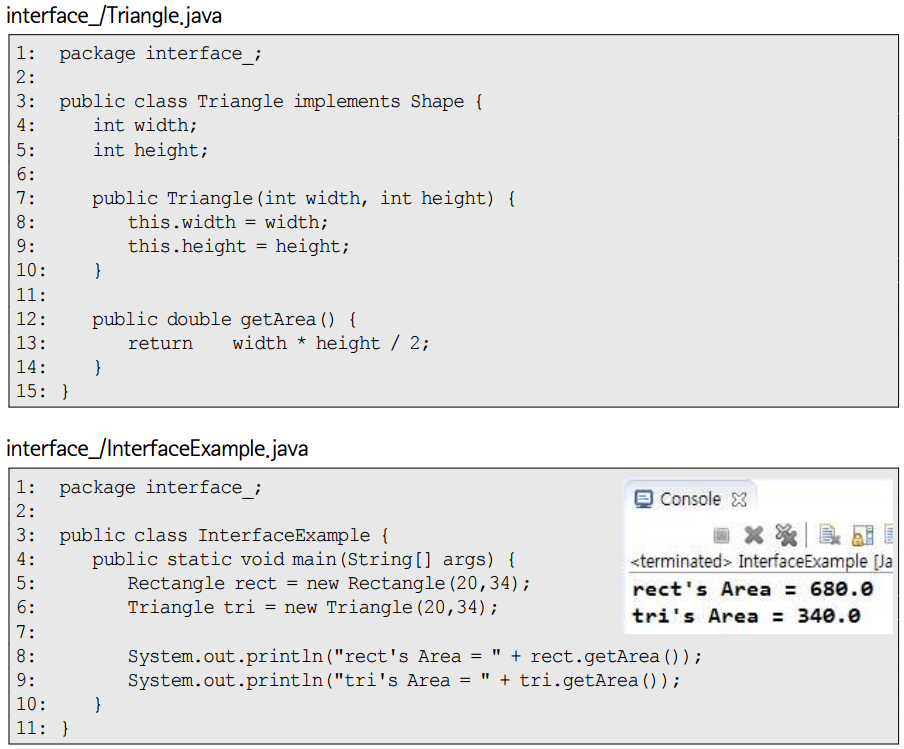 interface_/Triangle.java
1: package interface_;
2:
3: public class Triangle implements Shape {
4: int width;
5: int height;
6:
7: public Triangle(int width, int height) {
8: this.width = width;
9: this.height = height;
10: }
11:
12: public double getArea() {
13: return width * height / 2;
14: }
15: }
interface_/InterfaceExample.java
1: package interface_;
2:
3: public class InterfaceExample {
4: public static void main(String[] args) {
5: Rectangle rect = new Rectangle(20,34);
6: Triangle tri = new Triangle(20,34);
7:
8: System.out.println("rect's Area = " + rect.getArea());
9: System.out.println("tri's Area = " + tri.getArea());
10: }
11: }
Console
<terminated> InterfaceExample [Ja
rect's Area = 680.0
tri's Area = 340.0